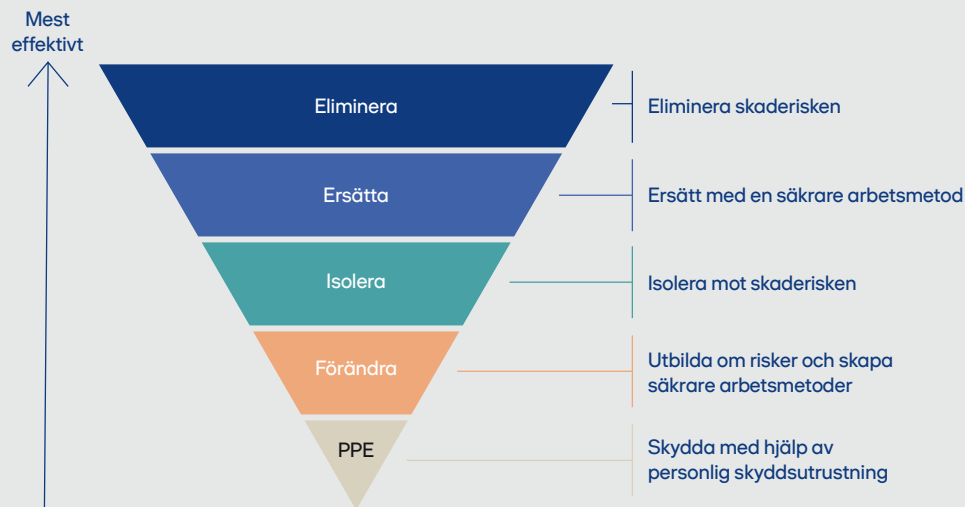 Mest
effektivt
Eliminera
Eliminera skaderisken
Ersätta
Ersätt med en säkrare arbetsmetod
Isolera
Isolera mot skaderisken
Förändra
Utbilda om risker och skapa
säkrare arbetsmetoder
PPE
Skydda med hjälp av
personlig skyddsutrustning